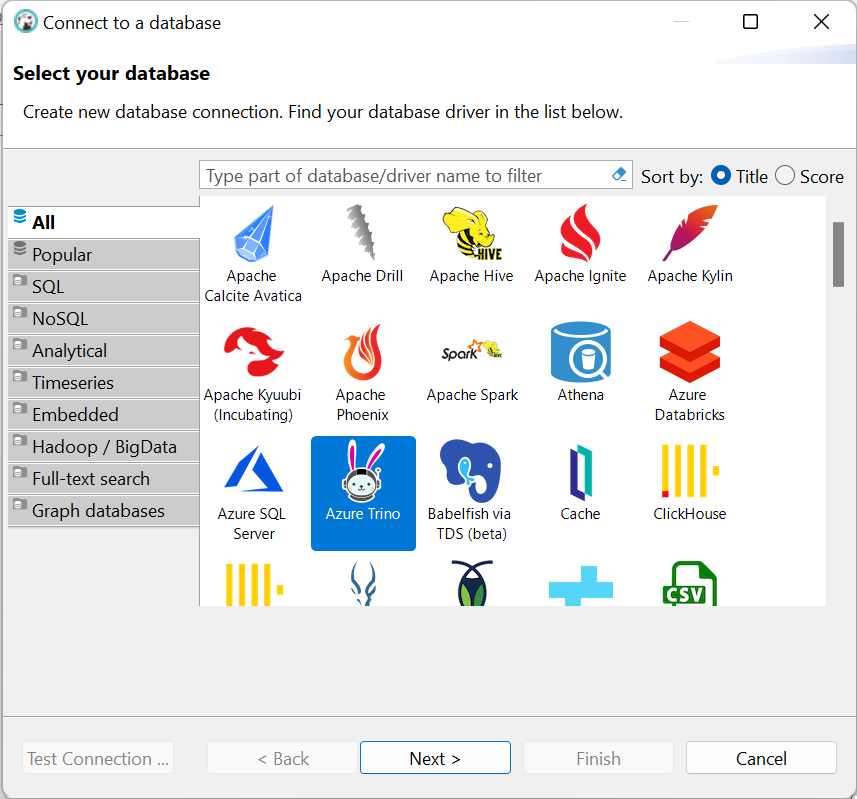 Connect to a database
Select your database
Create new database connection. Find your database driver in the list below.
Type part of database/driver name to filter
Sort by: Title Score
All
Popular
SQL
NoSQL
Analytical
Timeseries
Embedded
Hadoop / BigData
Full-text search
Graph databases
HIVE
Apache
Calcite Avatica
Apache Drill
Apache Hive
Apache Ignite
Apache Kylin
Spark HIVE
Apache Kyuubi
(Incubating)
Apache
Phoenix
Apache Spark
Athena
Azure
Databricks
Azure SQL
Server
Azure Trino
Babelfish via
TDS (beta)
Cache
ClickHouse
CSV
Test Connection ...
< Back
Next >
Finish
Cancel